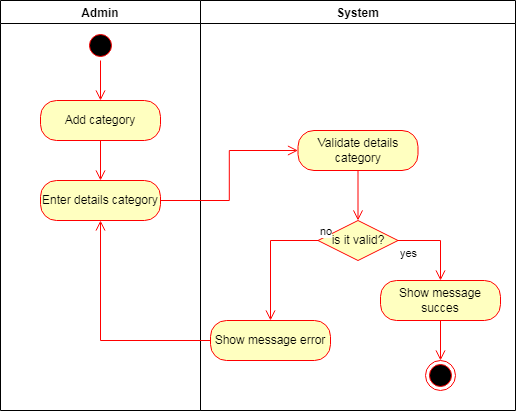 Admin
System
Add category
Validate details
category
Enter details category
no
is it valid?
yes
Show message
succes
Show message error